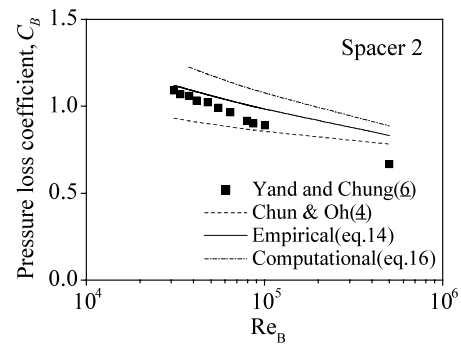 Pressure loss coefficient, C_B
1.5
1.0
0.5
0.0
Spacer 2
Yand and Chung(6)
Chun & Oh(4)
Empirical(eq.14)
Computational(eq.16)
10^4
10^5
10^6
Re_B